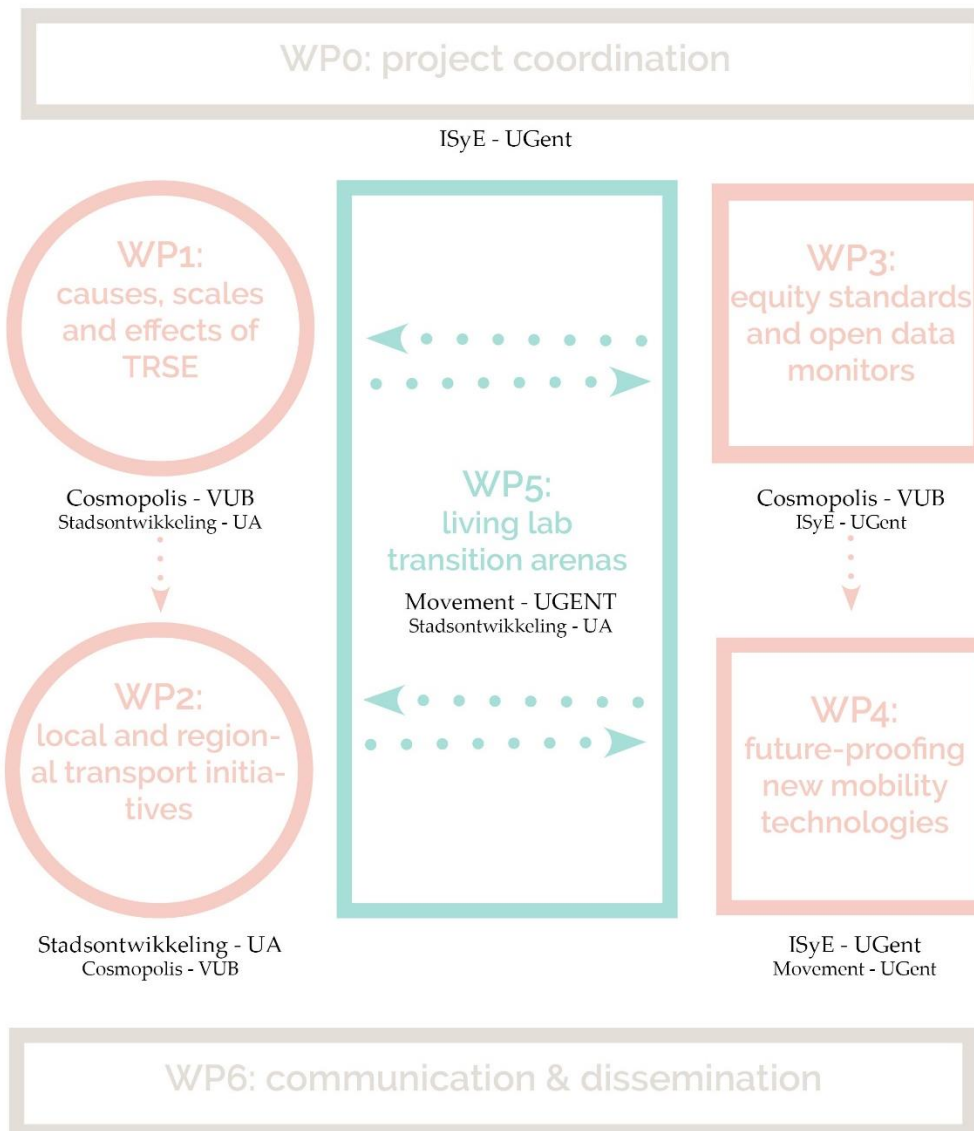 WP0: project coordination
ISyE - UGent
WP1:
causes, scales
and effects of
TRSE
Cosmopolis - VUB
Stadsontwikkeling - UA
WP2:
local and region-
al transport initia-
tives
Stadsontwikkeling - UA
Cosmopolis - VUB
WP5:
living lab
transition arenas
Movement - UGENT
Stadsontwikkeling - UA
WP3:
equity standards
and open data
monitors
Cosmopolis - VUB
ISyE - UGent
WP4:
future-proofing
new mobility
technologies
ISyE - UGent
Movement - UGent
WP6: communication & dissemination